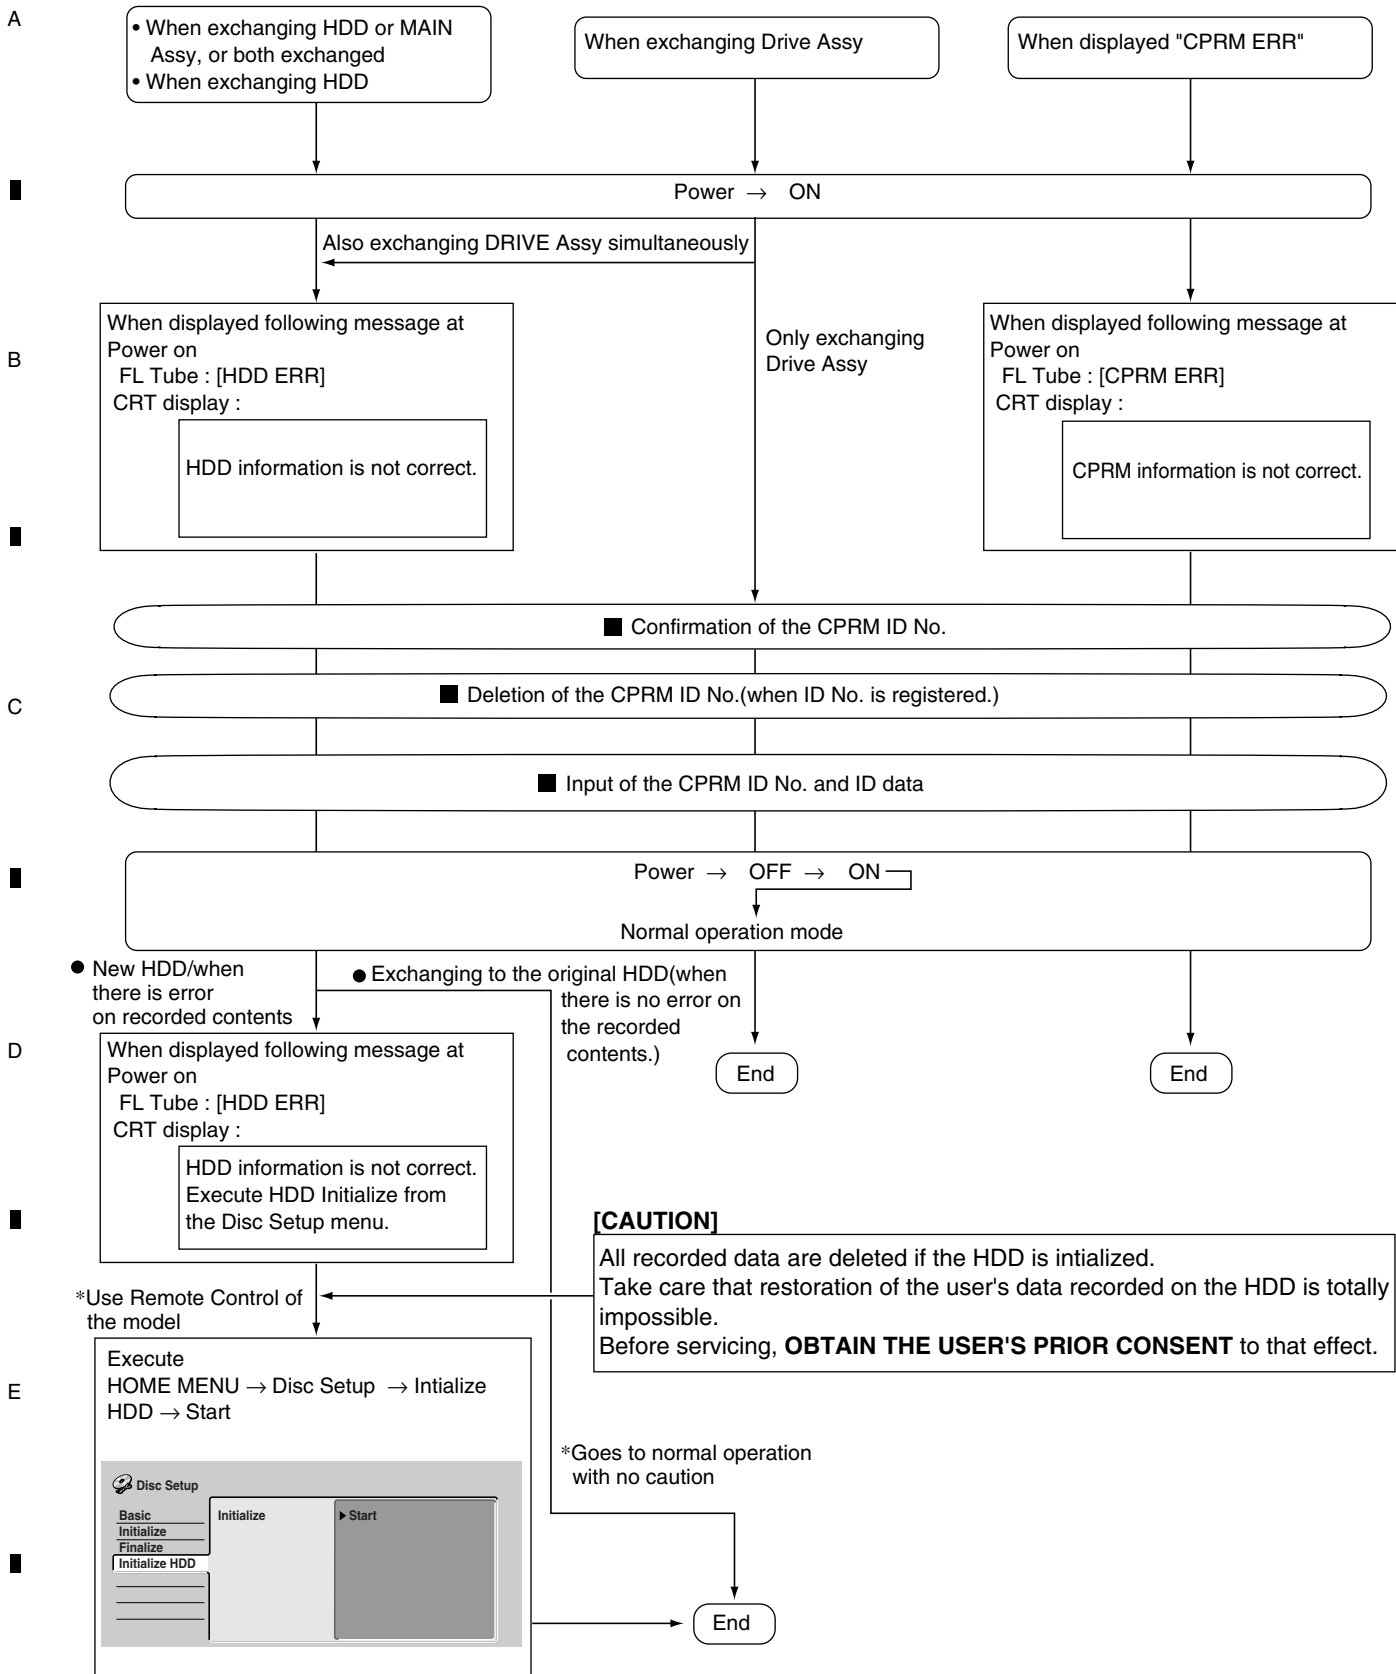 A
• When exchanging HDD or MAIN
Assy, or both exchanged
• When exchanging HDD
When exchanging Drive Assy
When displayed "CPRM ERR"
Power → ON
Also exchanging DRIVE Assy simultaneously
B
When displayed following message at
Power on
FL Tube : [HDD ERR]
CRT display :
HDD information is not correct.
Only exchanging
Drive Assy
When displayed following message at
Power on
FL Tube : [CPRM ERR]
CRT display :
CPRM information is not correct.
■ Confirmation of the CPRM ID No.
C
■ Deletion of the CPRM ID No.(when ID No. is registered.)
■ Input of the CPRM ID No. and ID data
Power → OFF → ON
Normal operation mode
● New HDD/when
there is error
on recorded contents
● Exchanging to the original HDD(when
there is no error on
the recorded
contents.)
D
When displayed following message at
Power on
FL Tube : [HDD ERR]
CRT display :
HDD information is not correct.
Execute HDD Initialize from
the Disc Setup menu.
End
End
[CAUTION]
All recorded data are deleted if the HDD is intialized.
Take care that restoration of the user's data recorded on the HDD is totally
impossible.
Before servicing, OBTAIN THE USER'S PRIOR CONSENT to that effect.
*Use Remote Control of
the model
E
Execute
HOME MENU → Disc Setup → Intialize
HDD → Start
*Goes to normal operation
with no caution
Disc Setup
Basic
Initialize
Finalize
Initialize HDD
Initialize
▶ Start
End